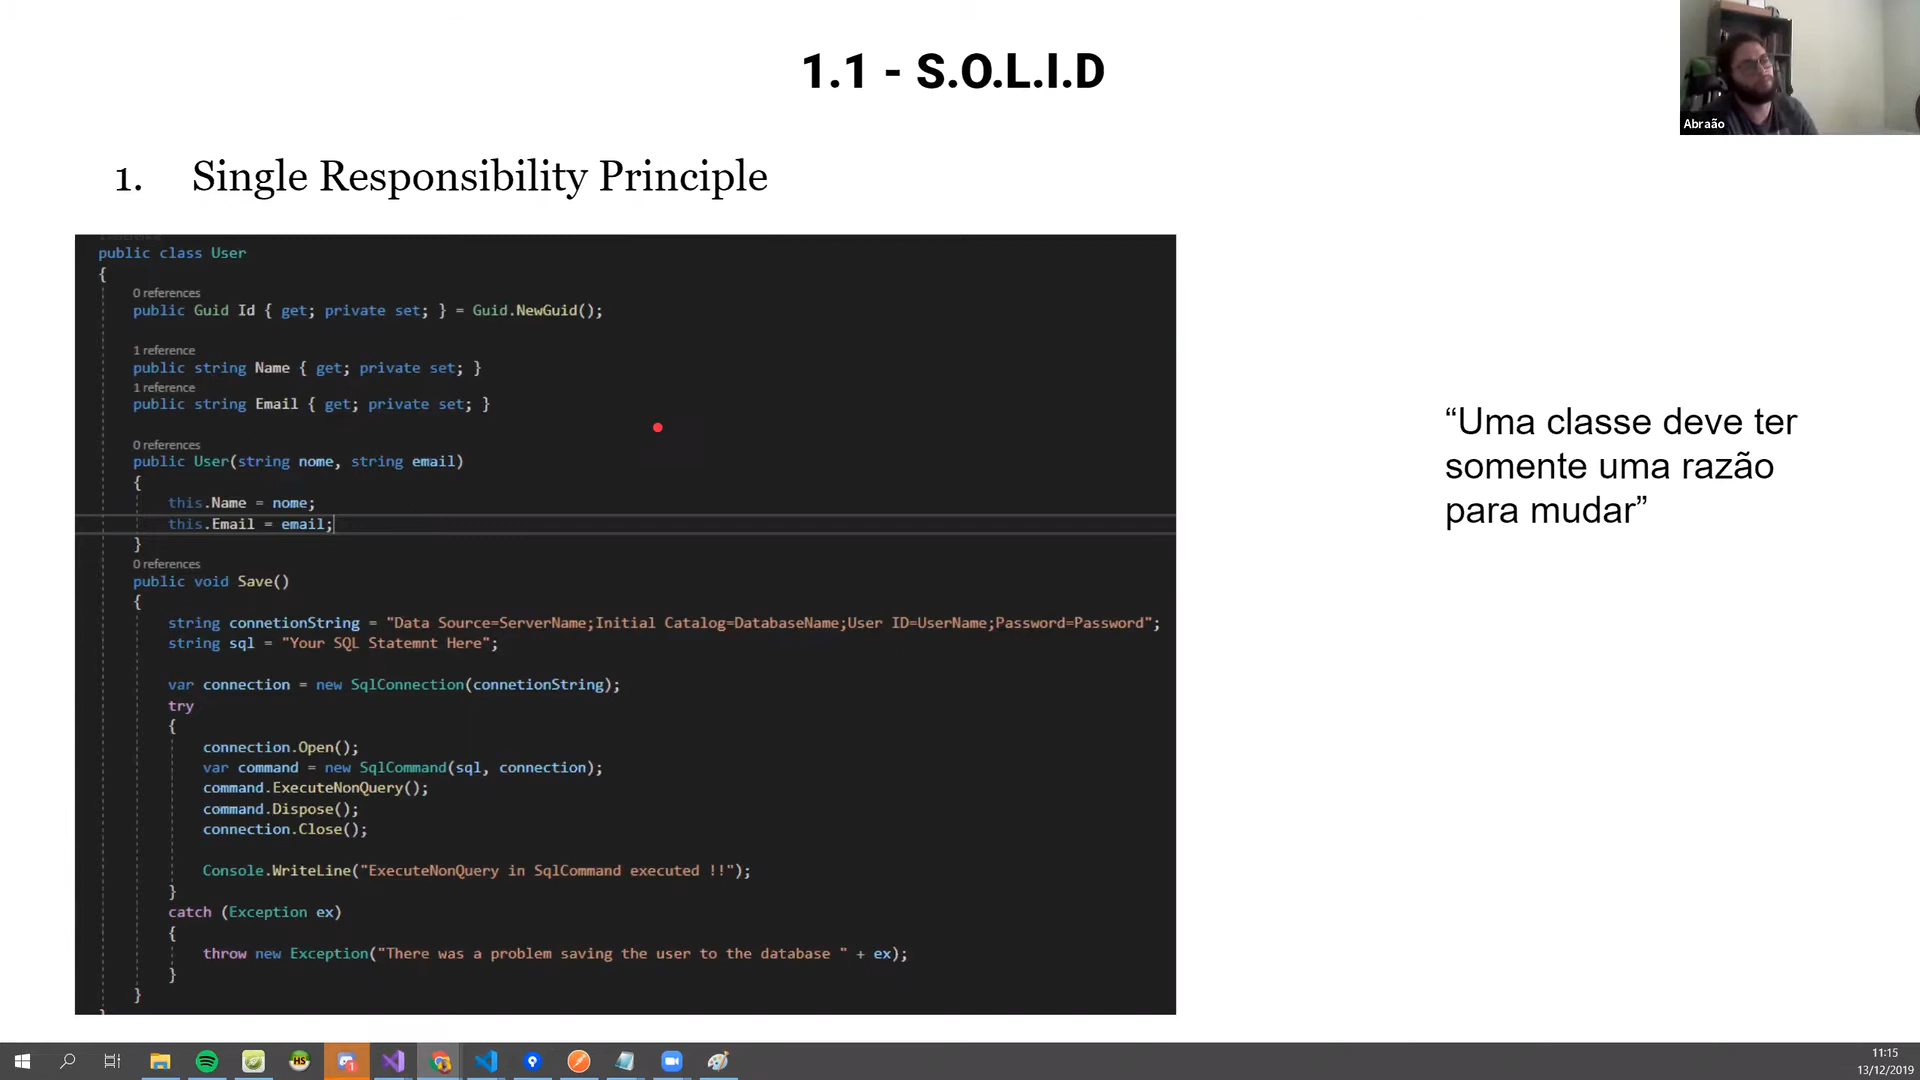 1.1 - S.O.L.I.D
Abraão
1. Single Responsibility Principle
public class User
{
0 references
public Guid Id { get; private set; } = Guid.NewGuid();
1 reference
public string Name { get; private set; }
1 reference
public string Email { get; private set; }
0 references
public User(string nome, string email)
{
this.Name = nome;
this.Email = email;
}
0 references
public void Save()
{
string connetionString = "Data Source=ServerName;Initial Catalog=DatabaseName;User ID=UserName;Password=Password";
string sql = "Your SQL Statemnt Here";
var connection = new SqlConnection(connetionString);
try
{
connection.Open();
var command = new SqlCommand(sql, connection);
command.ExecuteNonQuery();
command.Dispose();
connection.Close();
Console.WriteLine("ExecuteNonQuery in SqlCommand executed !!");
}
catch (Exception ex)
{
throw new Exception("There was a problem saving the user to the database " + ex);
}
}
“Uma classe deve ter
somente uma razão
para mudar”
HS
1
11:15
13/12/2019